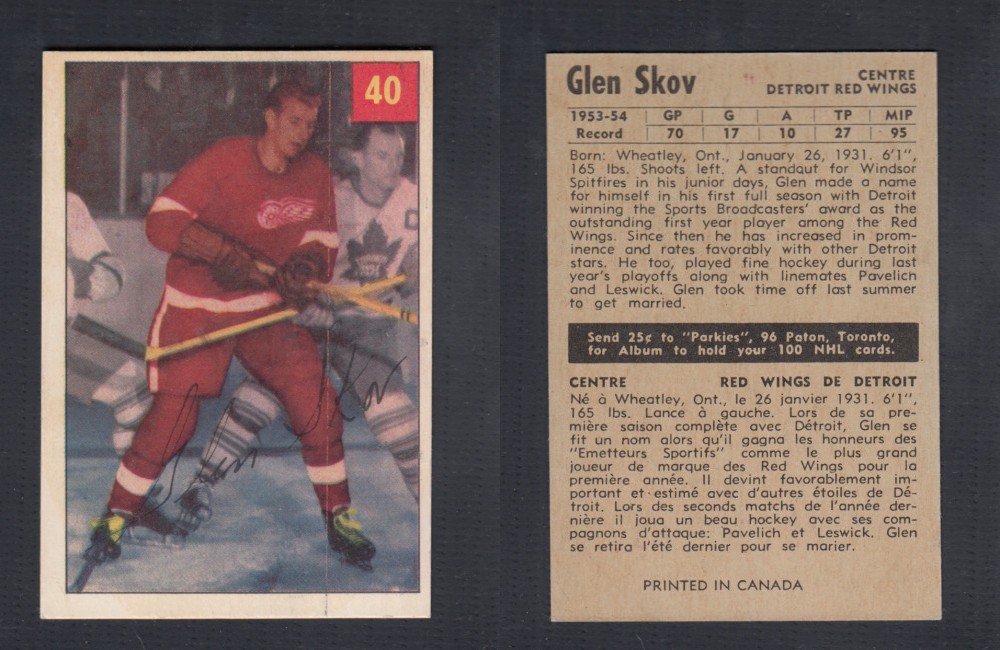 40
Glen Skov
Glen Skov
CENTRE
DETROIT RED WINGS
1953-54 GP G A TP MIP
Record 70 17 10 27 95
Born: Wheatley, Ont., January 26, 1931. 6'1",
165 lbs. Shoots left. A standout for Windsor
Spitfires in his junior days, Glen made a name
for himself in his first full season with Detroit
winning the Sports Broadcasters' award as the
outstanding first year player among the Red
Wings. Since then he has increased in prom-
inence and rates favorably with other Detroit
stars. He too, played fine hockey during last
year's playoffs along with linemates Pavelich
and Leswick. Glen took time off last summer
to get married.
Send 25¢ to "Parkies", 96 Paton, Toronto,
for Album to hold your 100 NHL cards.
CENTRE RED WINGS DE DETROIT
Né à Wheatley, Ont., le 26 janvier 1931. 6'1",
165 lbs. Lance à gauche. Lors de sa pre-
mière saison complète avec Détroit, Glen se
fit un nom alors qu'il gagna les honneurs des
"Emetteurs Sportifs" comme le plus grand
joueur de marque des Red Wings pour la
première année. Il devint favorablement im-
portant et estimé avec d'autres étoiles de Dé-
troit. Lors des seconds matchs de l'année der-
nière il joua un beau hockey avec ses com-
pagnons d'attaque: Pavelich et Leswick. Glen
se retira l'été dernier pour se marier.
PRINTED IN CANADA